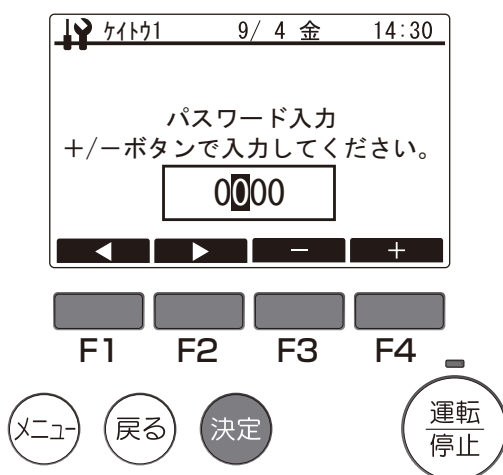 ケイトウ1 9/ 4 金 14:30
パスワード入力
+/-ボタンで入力してください。
0000
◀ ▶ - +
F1 F2 F3 F4
メニュー 戻る 決定 運転
停止